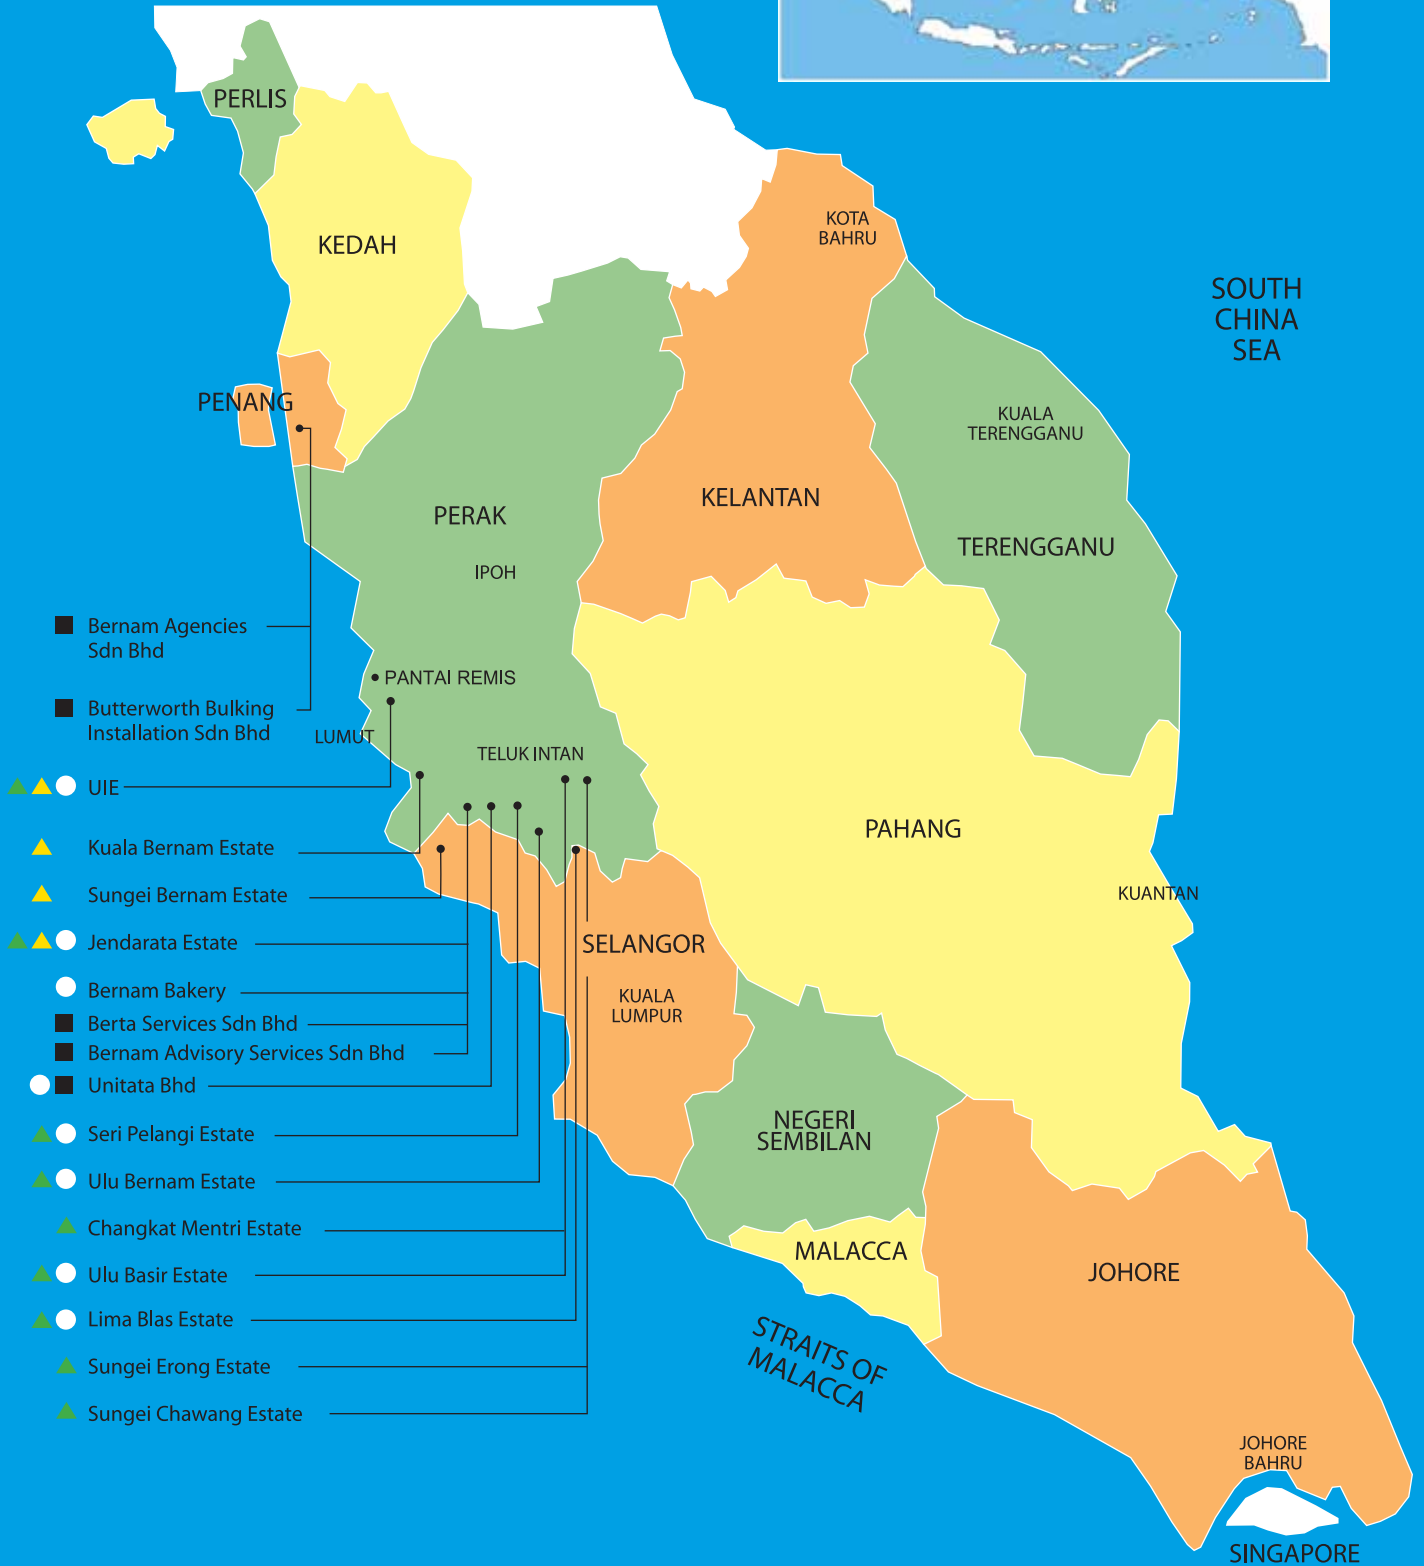 PERLIS
KEDAH
KOTA
BAHRU
SOUTH
CHINA
SEA
PENANG
KUALA
TERENGGANU
KELANTAN
PERAK
TERENGGANU
IPOH
Bernam Agencies
Sdn Bhd
PANTAI REMIS
Butterworth Bulking
Installation Sdn Bhd
LUMUT
TELUK INTAN
UIE
PAHANG
Kuala Bernam Estate
KUANTAN
Sungei Bernam Estate
Jendarata Estate
SELANGOR
Bernam Bakery
KUALA
LUMPUR
Berta Services Sdn Bhd
Bernam Advisory Services Sdn Bhd
Unitata Bhd
NEGERI
SEMBILAN
Seri Pelangi Estate
Ulu Bernam Estate
Changkat Mentri Estate
MALACCA
JOHORE
Ulu Basir Estate
Lima Blas Estate
STRAITS OF
MALACCA
Sungei Erong Estate
Sungei Chawang Estate
JOHORE
BAHRU
SINGAPORE